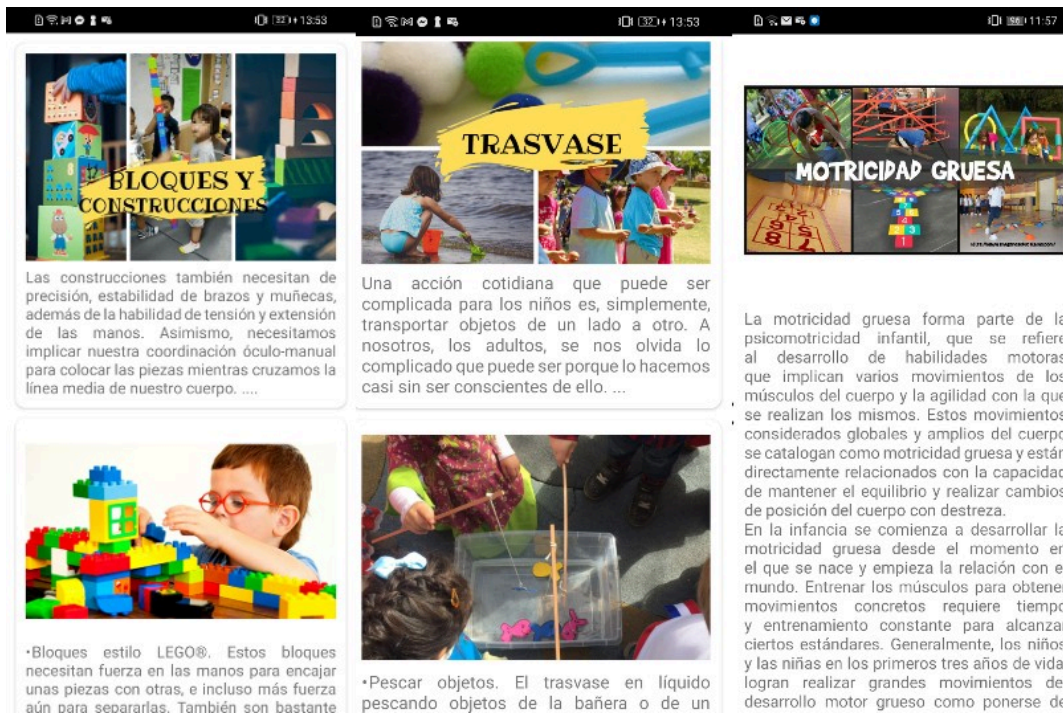 13:53
BLOQUES Y
CONSTRUCCIONES
Las construcciones también necesitan de
precisión, estabilidad de brazos y muñecas,
además de la habilidad de tensión y extensión
de las manos. Asimismo, necesitamos
implicar nuestra coordinación óculo-manual
para colocar las piezas mientras cruzamos la
línea media de nuestro cuerpo. ....
•Bloques estilo LEGO®. Estos bloques
necesitan fuerza en las manos para encajar
unas piezas con otras, e incluso más fuerza
aún para separarlas. También son bastante
32 13:53
TRASVASE
Una acción cotidiana que puede ser
complicada para los niños es, simplemente,
transportar objetos de un lado a otro. A
nosotros, los adultos, se nos olvida lo
complicado que puede ser porque lo hacemos
casi sin ser conscientes de ello. ...
•Pescar objetos. El trasvase en líquido
pescando objetos de la bañera o de un
96 11:57
MOTRICIDAD GRUESA
La motricidad gruesa forma parte de la
psicomotricidad infantil, que se refiere
al desarrollo de habilidades motoras
que implican varios movimientos de los
músculos del cuerpo y la agilidad con la que
se realizan los mismos. Estos movimientos
considerados globales y amplios del cuerpo
se catalogan como motricidad gruesa y están
directamente relacionados con la capacidad
de mantener el equilibrio y realizar cambios
de posición del cuerpo con destreza.
En la infancia se comienza a desarrollar la
motricidad gruesa desde el momento en
el que se nace y empieza la relación con e
mundo. Entrenar los músculos para obtener
movimientos concretos requiere tiempo
y entrenamiento constante para alcanzar
ciertos estándares. Generalmente, los niños
y las niñas en los primeros tres años de vida
logran realizar grandes movimientos de
desarrollo motor grueso como ponerse de